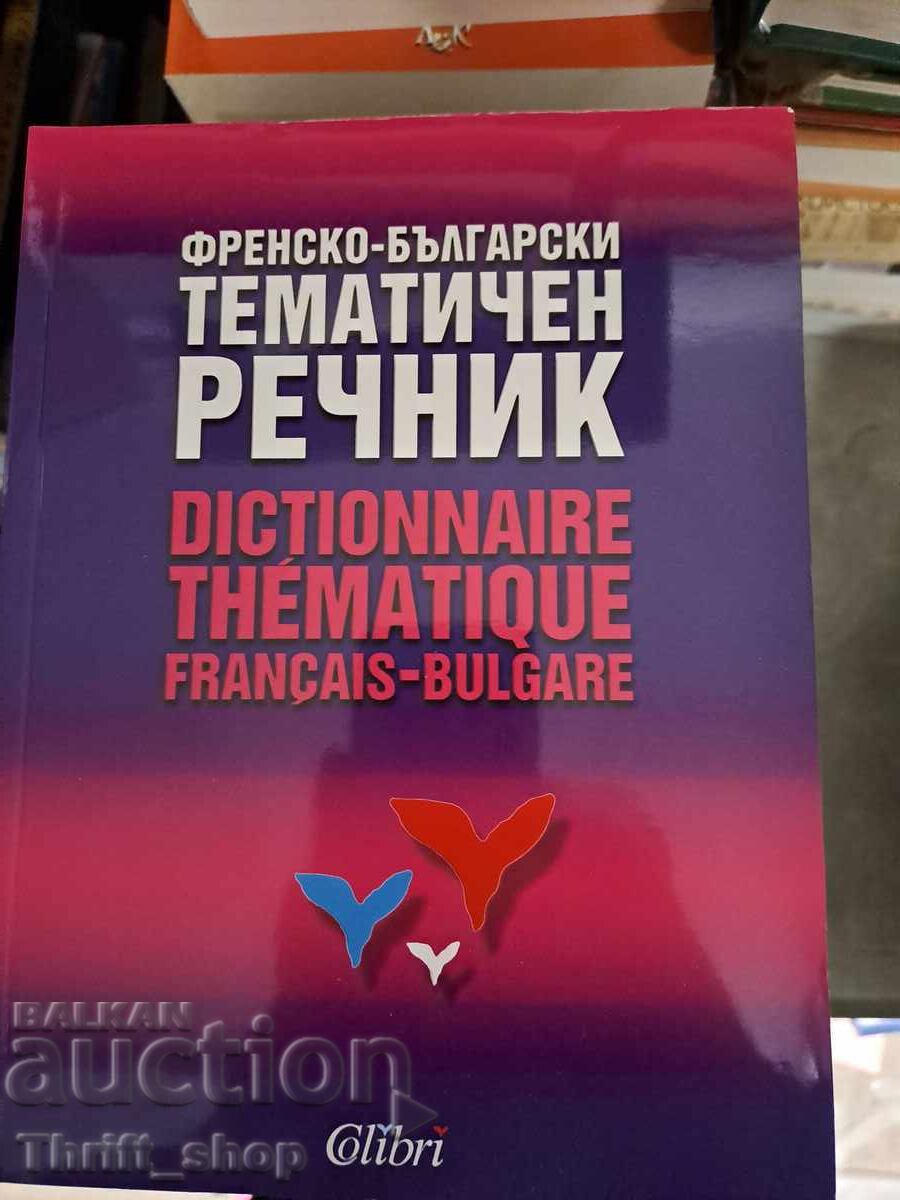 А-К
ФРЕНСКО-БЪЛГАРСКИ
ТЕМАТИЧЕН
РЕЧНИК
DICTIONNAIRE
THÉMATIQUE
FRANÇAIS-BULGARE
BALKAN
auction
Thrift_shop
Colibri